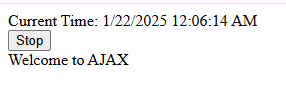 Current Time: 1/22/2025 12:06:14 AM
Stop
Welcome to AJAX